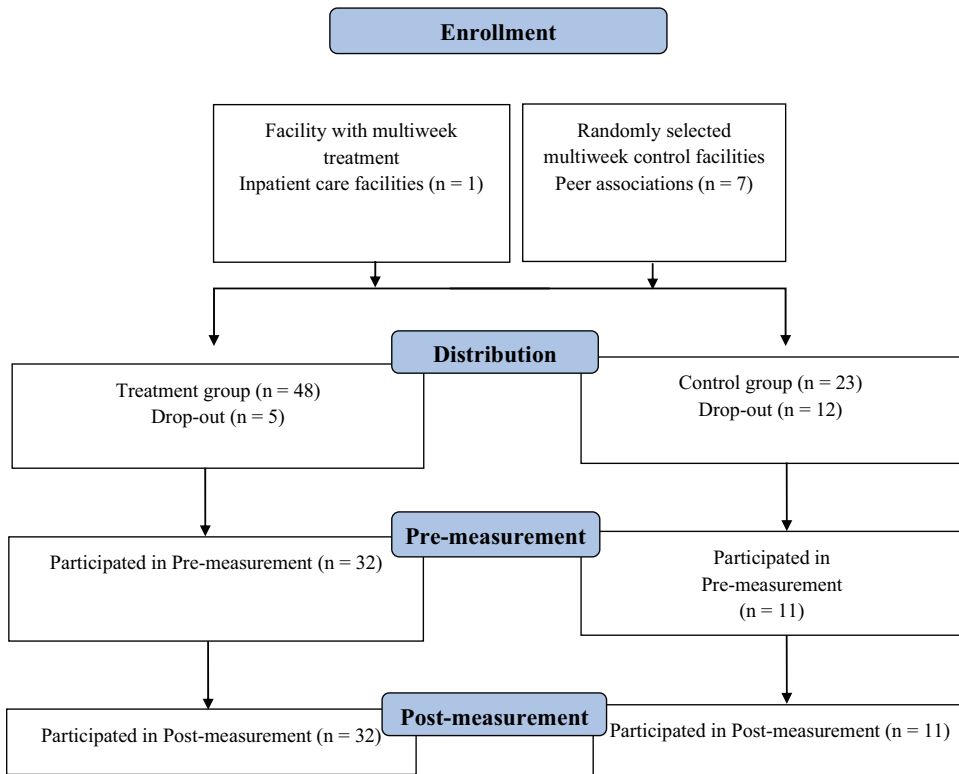 Enrollment
Facility with multiweek
treatment
Inpatient care facilities (n = 1)
Randomly selected
multiweek control facilities
Peer associations (n = 7)
Distribution
Treatment group (n = 48)
Drop-out (n = 5)
Control group (n = 23)
Drop-out (n = 12)
Pre-measurement
Participated in Pre-measurement (n = 32)
Participated in
Pre-measurement
(n = 11)
Post-measurement
Participated in Post-measurement (n = 32)
Participated in Post-measurement (n = 11)